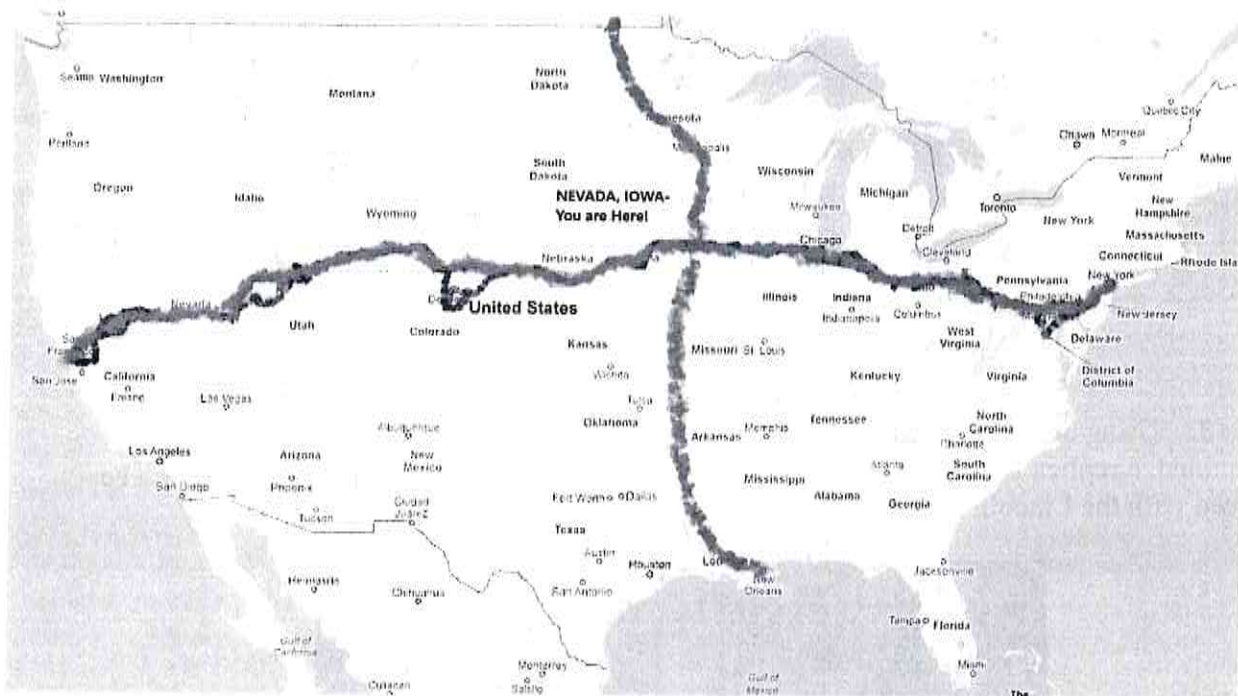 Seattle Washington
Montana
North
Dakota
Minnesota
Quebec City
Ottawa Montreal
Maine
Portland
Oregon
Idaho
South
Dakota
Wisconsin
Michigan
Vermont
NEVADA, IOWA-
You are Here!
Wyoming
Milwaukee
Detroit
Toronto
New York
New
Hampshire
Massachusetts
Connecticut
Rhode Isla
Chicago
Cleveland
Nebraska
Pennsylvania
New York
Nevada
Philadelphia
New Jersey
United States
Utah
Colorado
Illinois
Indiana
Indianapolis
Columbus
West
Virginia
Delaware
District of
Columbia
San Jose
California
Kansas
Missouri St. Louis
Kentucky
Virginia
Fresno
Las Vegas
Wichita
Tulsa
Oklahoma
Tennessee
North
Carolina
Charlotte
Los Angeles
Arizona
Albuquerque
New
Mexico
Arkansas
Memphis
Atlanta
South
Carolina
San Diego
Phoenix
Tucson
Ciudad
Juárez
Fort Worth
Dallas
Mississippi
Alabama
Georgia
Texas
Austin
Houston
San Antonio
New
Orleans
Jacksonville
Hermosillo
Chihuahua
Gulf of
California
Tampa
Florida
Miami
Monterrey
Saltillo
Culiacan
Gulf of
Mexico
The